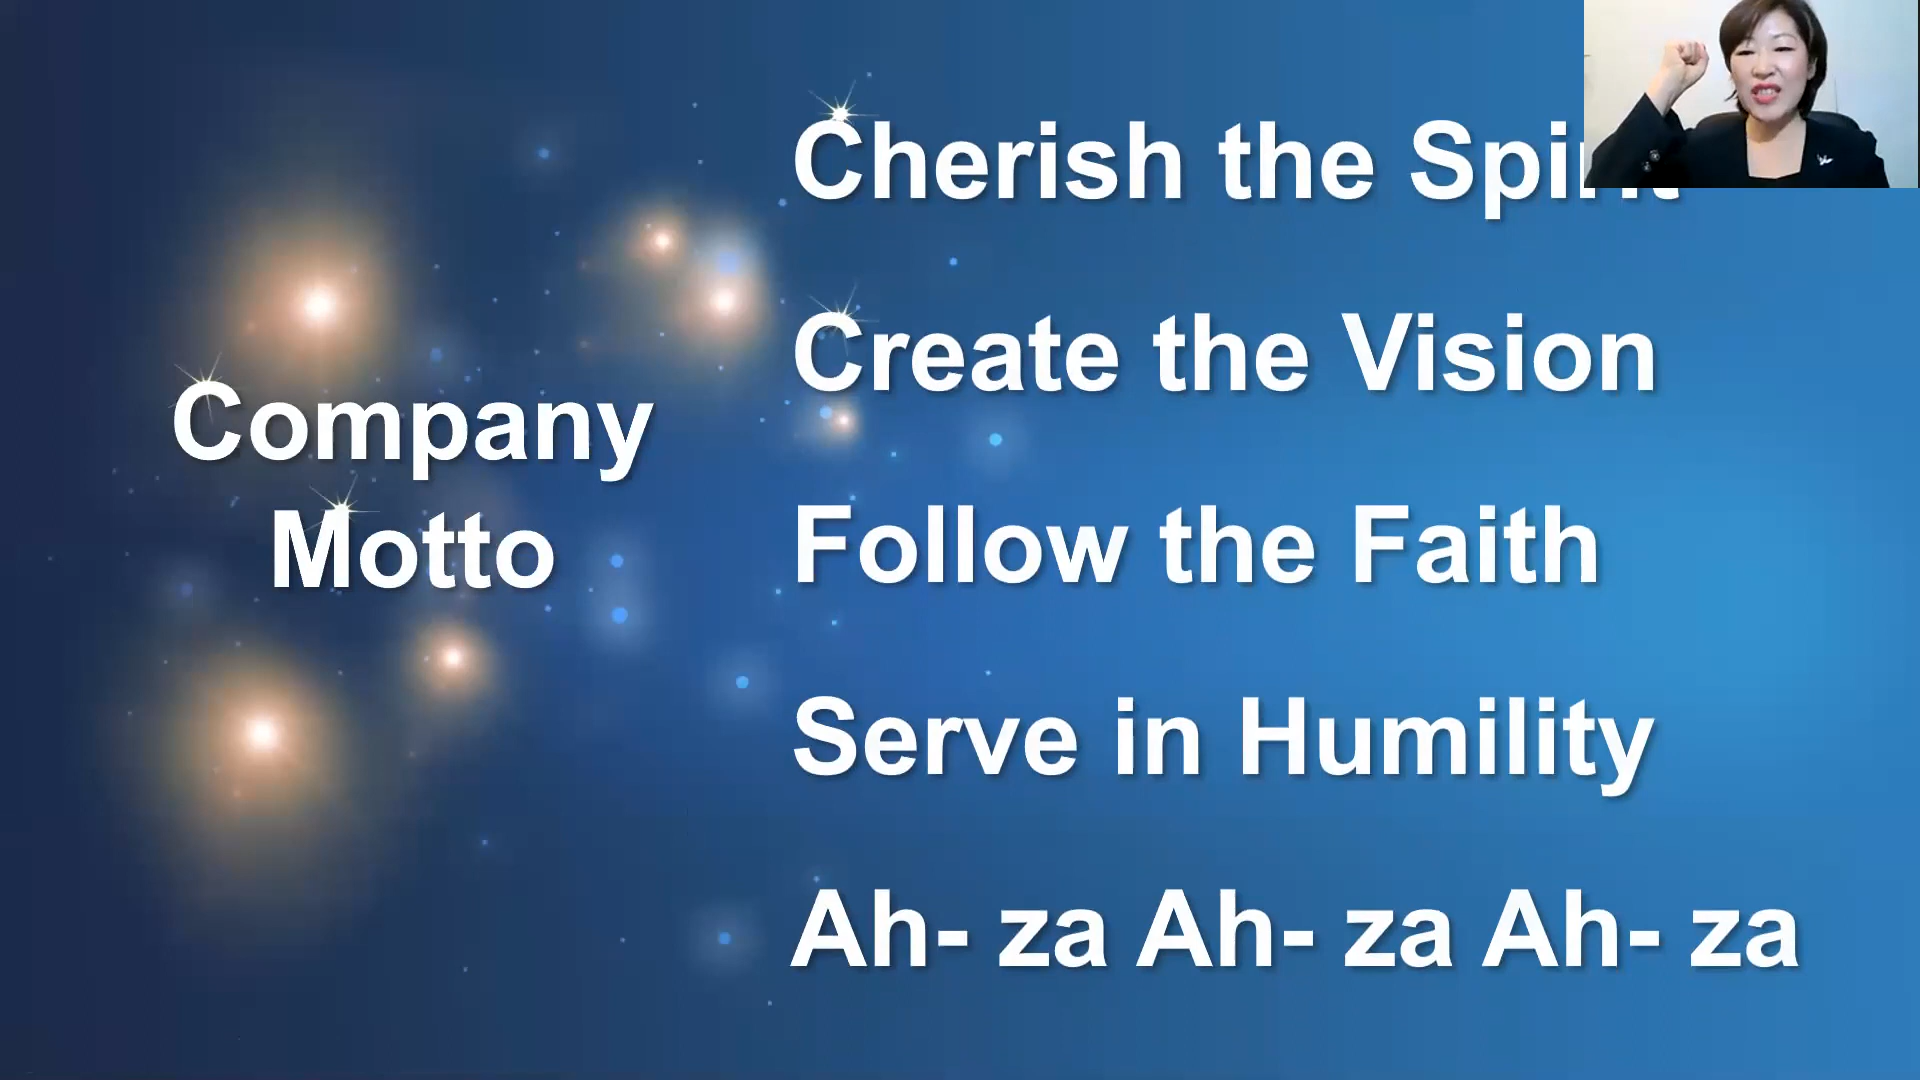 Company
Motto
Cherish the Spirit
Create the Vision
Follow the Faith
Serve in Humility
Ah- za Ah- za Ah- za